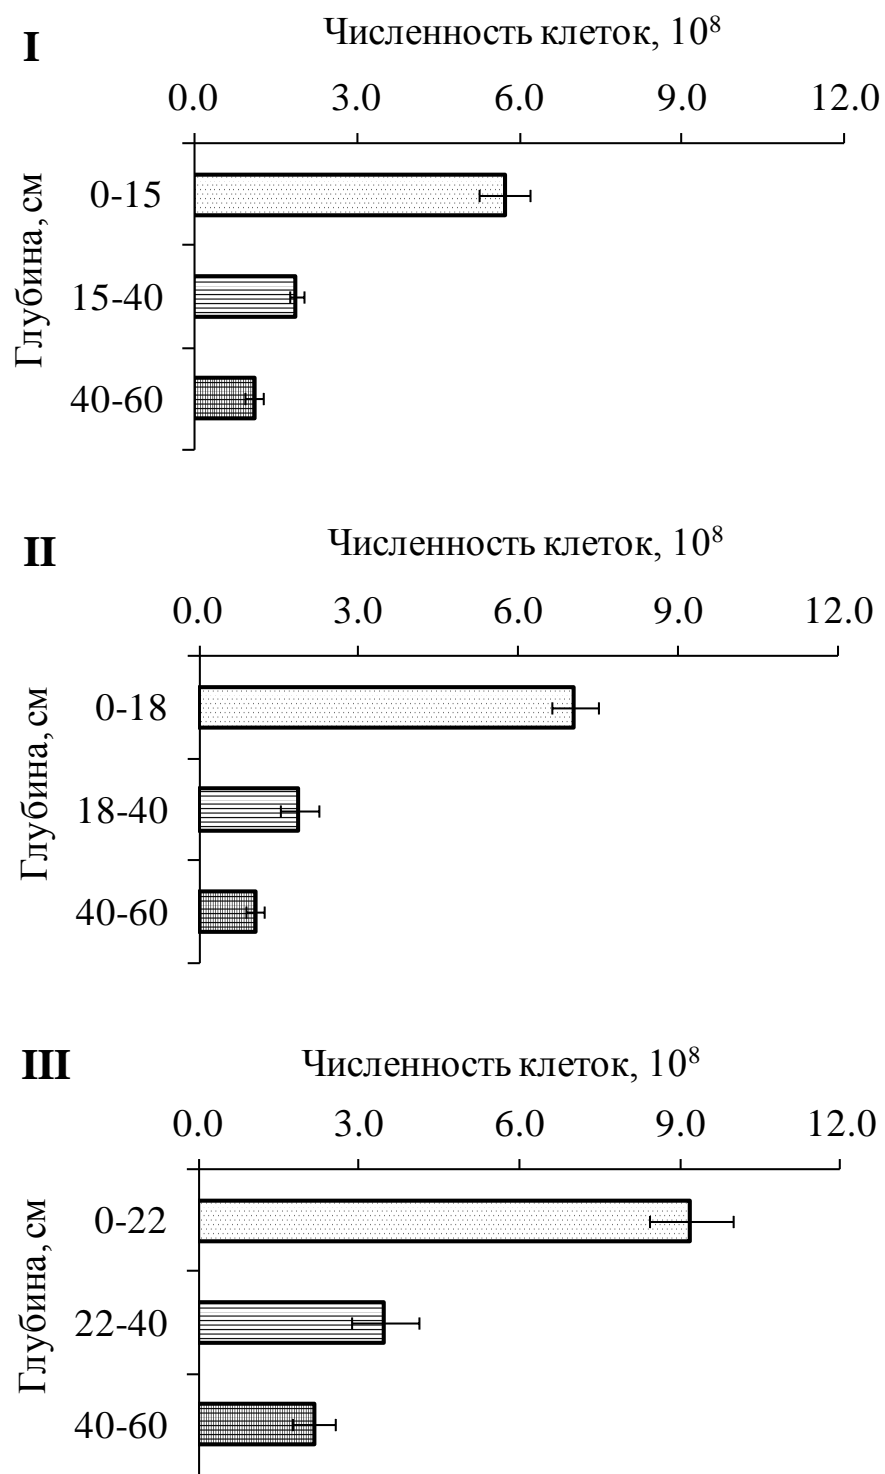 I
Численность клеток, 10⁸
0.0 3.0 6.0 9.0 12.0
Глубина, см
0-15
15-40
40-60
II
Численность клеток, 10⁸
0.0 3.0 6.0 9.0 12.0
Глубина, см
0-18
18-40
40-60
III
Численность клеток, 10⁸
0.0 3.0 6.0 9.0 12.0
Глубина, см
0-22
22-40
40-60